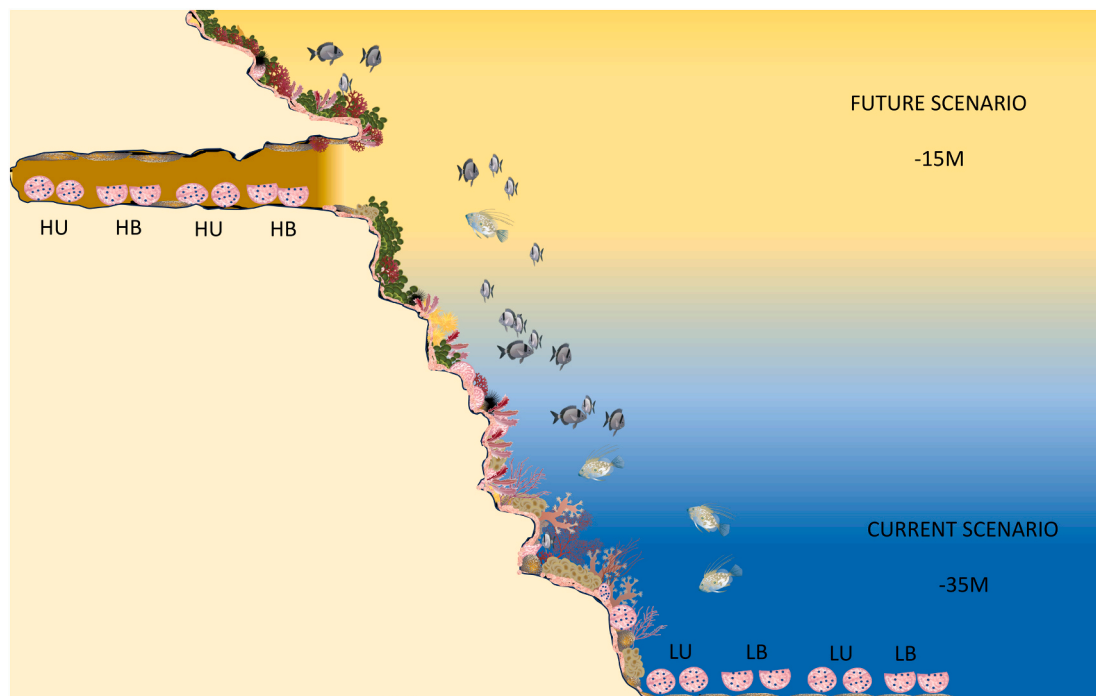 FUTURE SCENARIO
-15M
HU HB HU HB
CURRENT SCENARIO
-35M
LU LB LU LB